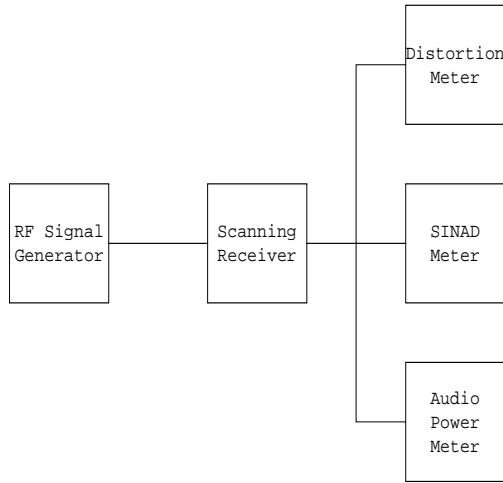 Distortion
Meter
RF Signal
Generator
Scanning
Receiver
SINAD
Meter
Audio
Power
Meter